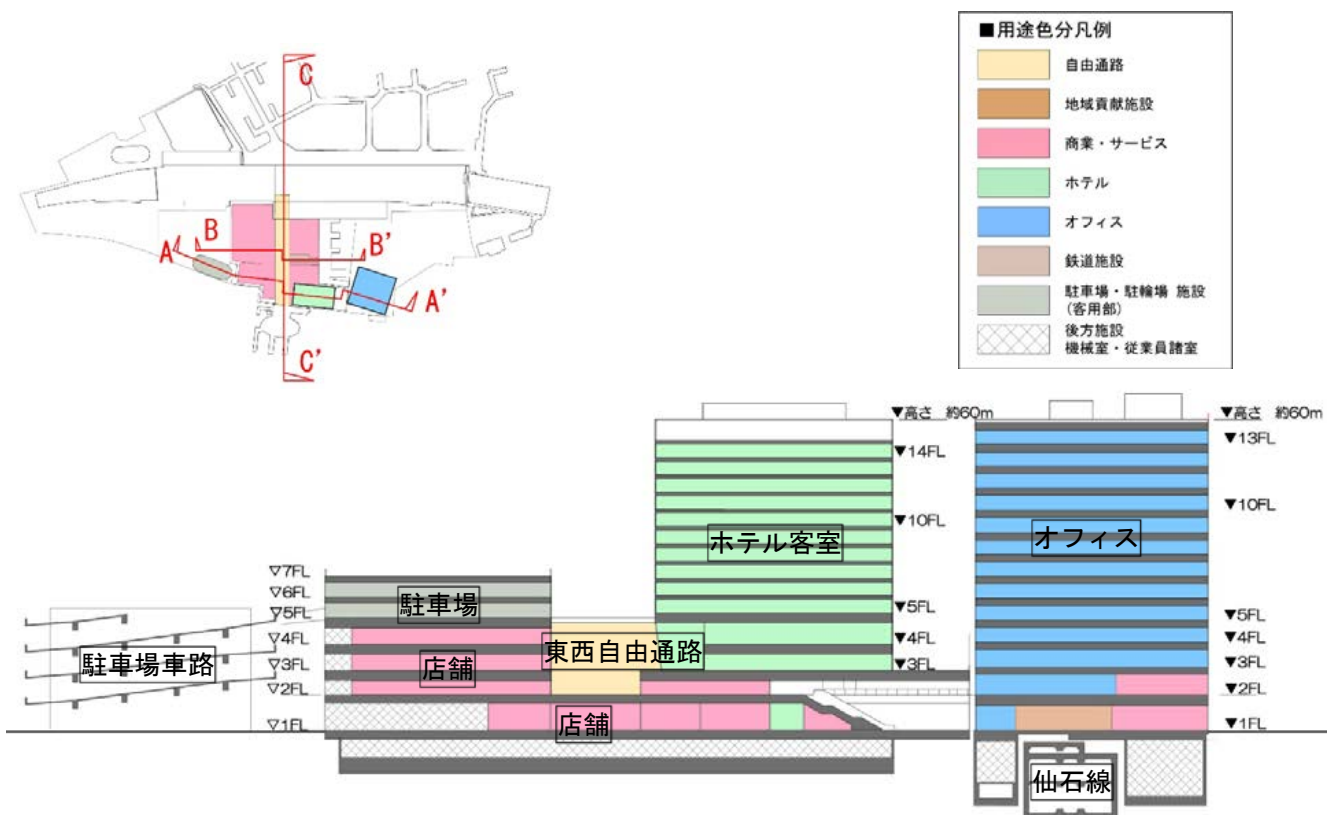 C
B
B'
A
A'
C'
■用途色分凡例
自由通路
地域貢献施設
商業・サービス
ホテル
オフィス
鉄道施設
駐車場・駐輪場 施設
(客用部)
後方施設
機械室・従業員諸室
▼高さ 約60m
▼14FL
▼10FL
ホテル客室
▼5FL
▼4FL
▼3FL
▼高さ 約60m
▼13FL
▼10FL
オフィス
▼5FL
▼4FL
▼3FL
▼2FL
▼1FL
▽7FL
▽6FL
▽5FL
▽4FL
▽3FL
▽2FL
▽1FL
駐車場
駐車場車路
店舗
東西自由通路
店舗
仙石線